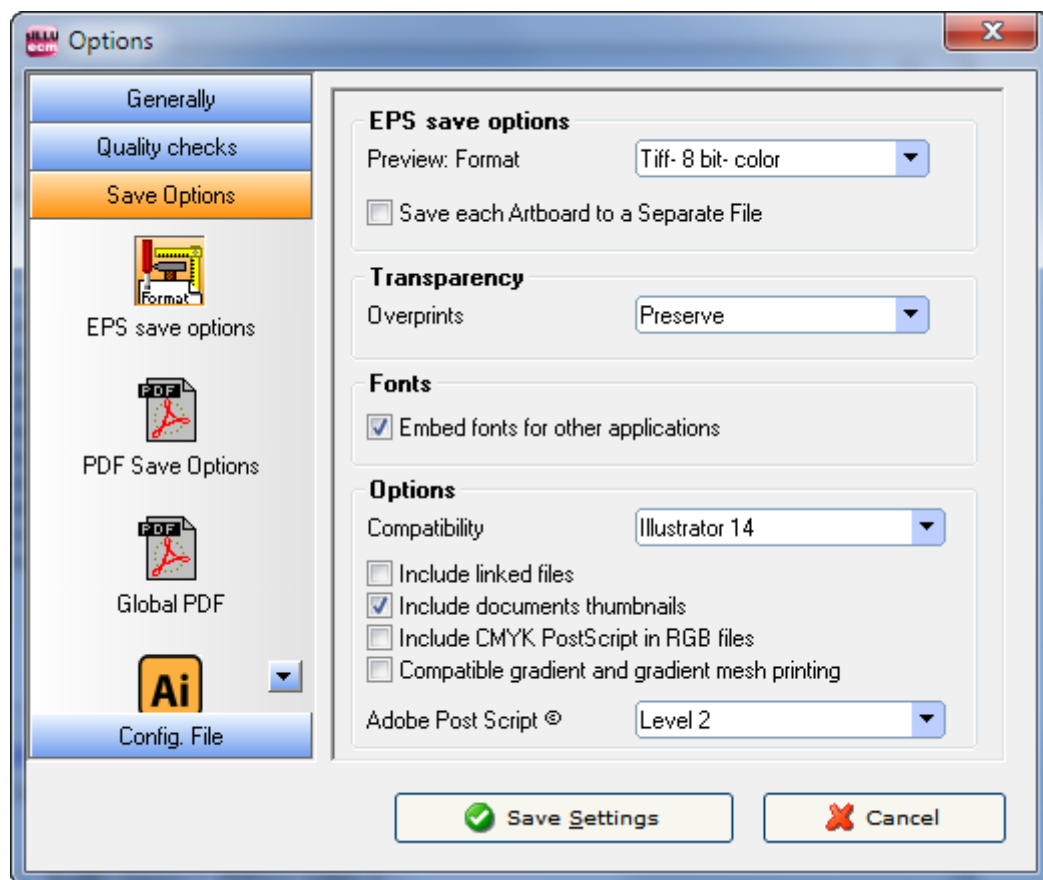 ILLU
ecm
Options
Generally
Quality checks
Save Options
Format
EPS save options
PDF
PDF Save Options
PDF
Global PDF
Ai
Config. File
EPS save options
Preview: Format
Tiff- 8 bit- color
Save each Artboard to a Separate File
Transparency
Overprints
Preserve
Fonts
Embed fonts for other applications
Options
Compatibility
Illustrator 14
Include linked files
Include documents thumbnails
Include CMYK PostScript in RGB files
Compatible gradient and gradient mesh printing
Adobe Post Script ©
Level 2
Save Settings
Cancel